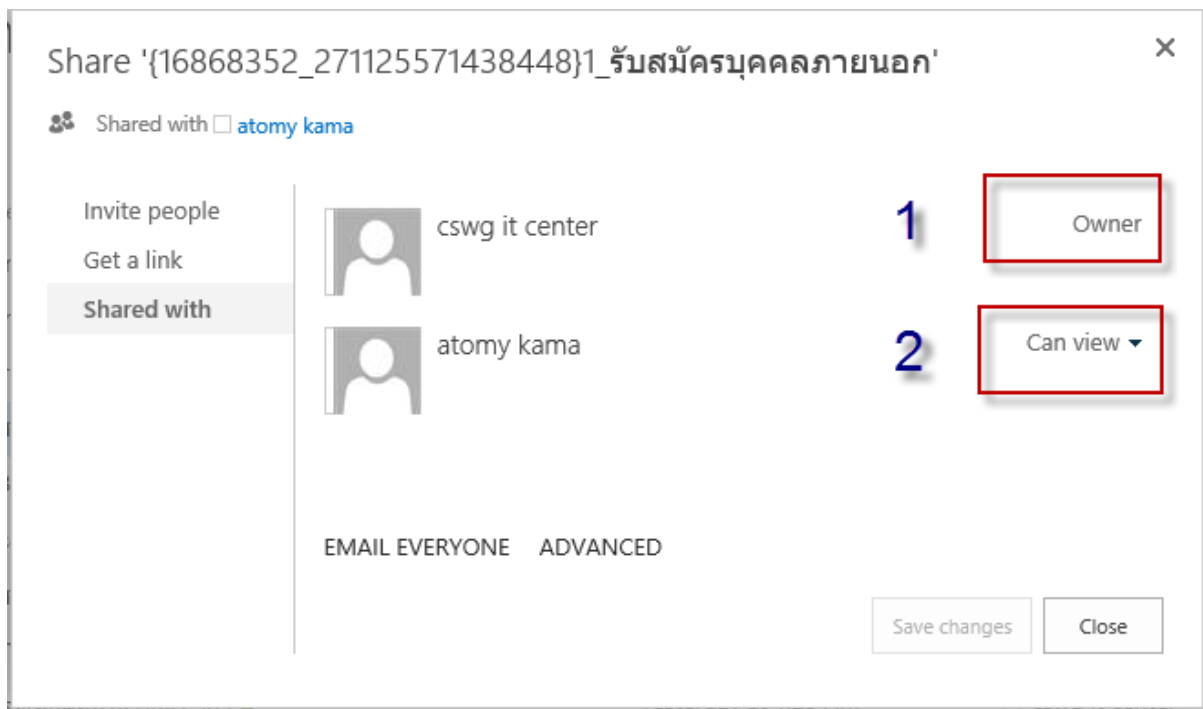 Share '{16868352_271125571438448}1_รับสมัครบุคคลภายนอก'
Shared with atomy kama
Invite people
Get a link
Shared with
cswg it center
1
Owner
atomy kama
2
Can view
EMAIL EVERYONE ADVANCED
Save changes
Close